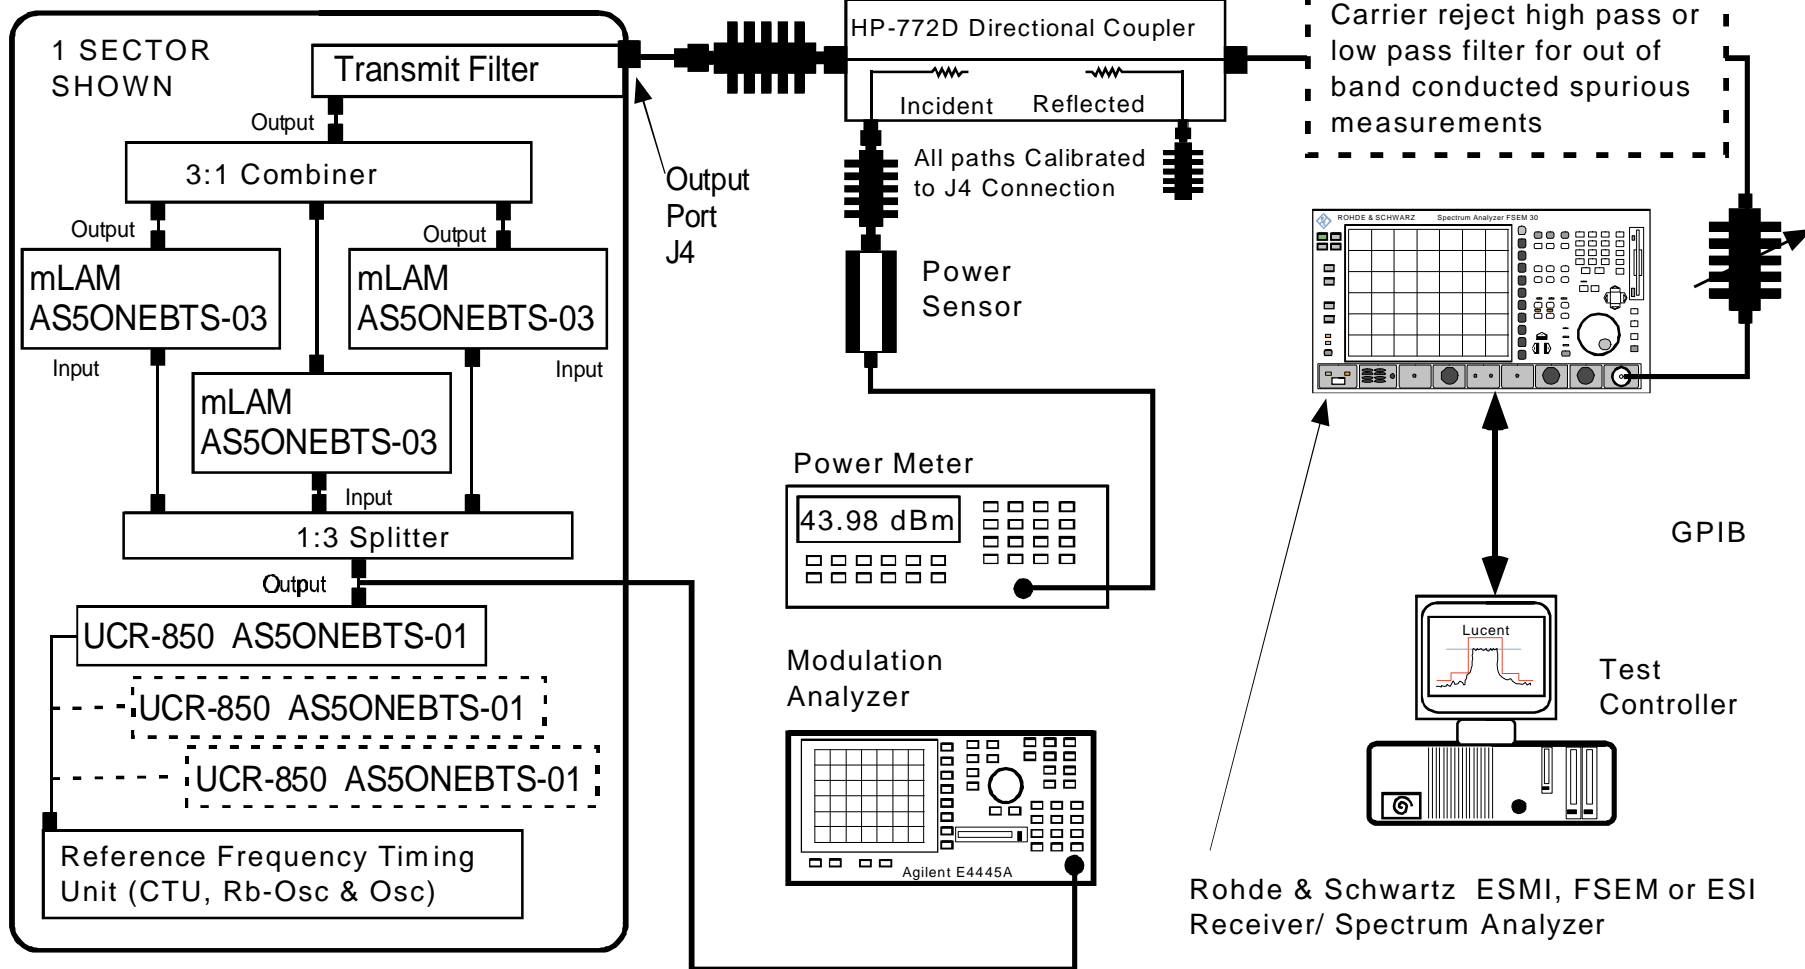 1 SECTOR
SHOWN
Transmit Filter
Output
3:1 Combiner
Output
Output
mLAM
AS5ONEBTS-03
mLAM
AS5ONEBTS-03
Input
Input
mLAM
AS5ONEBTS-03
Input
1:3 Splitter
Output
UCR-850 AS5ONEBTS-01
UCR-850 AS5ONEBTS-01
UCR-850 AS5ONEBTS-01
Reference Frequency Timing
Unit (CTU, Rb-Osc & Osc)
Output
Port
J4
HP-772D Directional Coupler
Incident
Reflected
All paths Calibrated
to J4 Connection
Power
Sensor
Power Meter
43.98 dBm
Modulation
Analyzer
Agilent E4445A
Carrier reject high pass or
low pass filter for out of
band conducted spurious
measurements
ROHDE & SCHWARZ Spectrum Analyzer FSEM 30
GPIB
Lucent
Test
Controller
Rohde & Schwartz ESMI, FSEM or ESI
Receiver/ Spectrum Analyzer